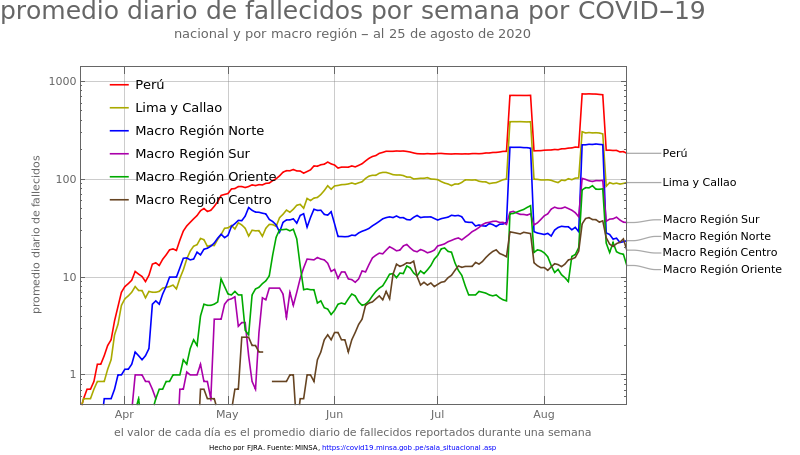 promedio diario de fallecidos por semana por COVID−19
nacional y por macro región − al 25 de agosto de 2020
promedio diario de fallecidos
1000
100
10
1
Perú
Lima y Callao
Macro Región Norte
Macro Región Sur
Macro Región Oriente
Macro Región Centro
Perú
Lima y Callao
Macro Región Sur
Macro Región Norte
Macro Región Centro
Macro Región Oriente
Apr May Jun Jul Aug
el valor de cada día es el promedio diario de fallecidos reportados durante una semana
Hecho por FJRA. Fuente: MINSA, https://covid19.minsa.gob.pe/sala_situacional .asp